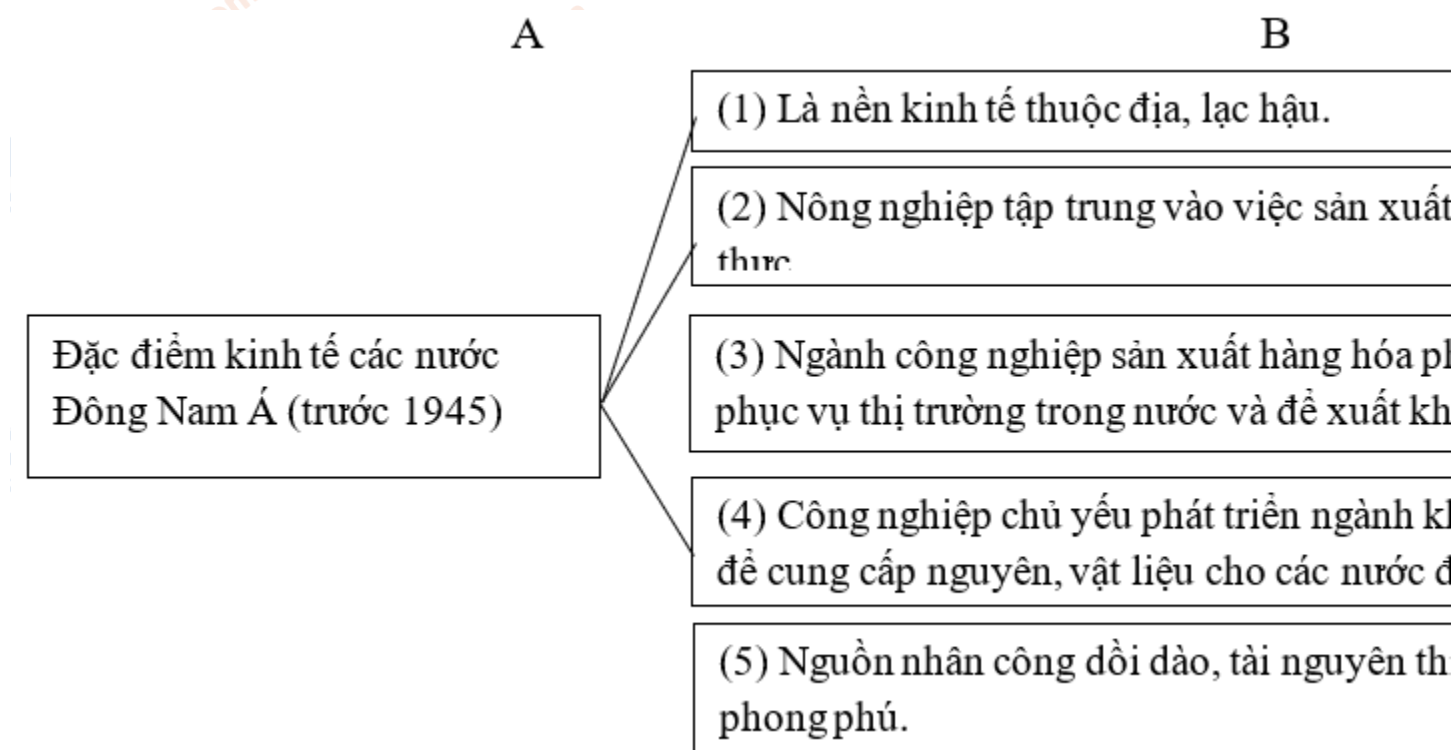 A
B
(1) Là nền kinh tế thuộc địa, lạc hậu.
(2) Nông nghiệp tập trung vào việc sản xuất
thực
Đặc điểm kinh tế các nước
Đông Nam Á (trước 1945)
(3) Ngành công nghiệp sản xuất hàng hóa
phục vụ thị trường trong nước và để xuất
(4) Công nghiệp chủ yếu phát triển ngành
để cung cấp nguyên, vật liệu cho các nước
(5) Nguồn nhân công dồi dào, tài nguyên
phong phú.